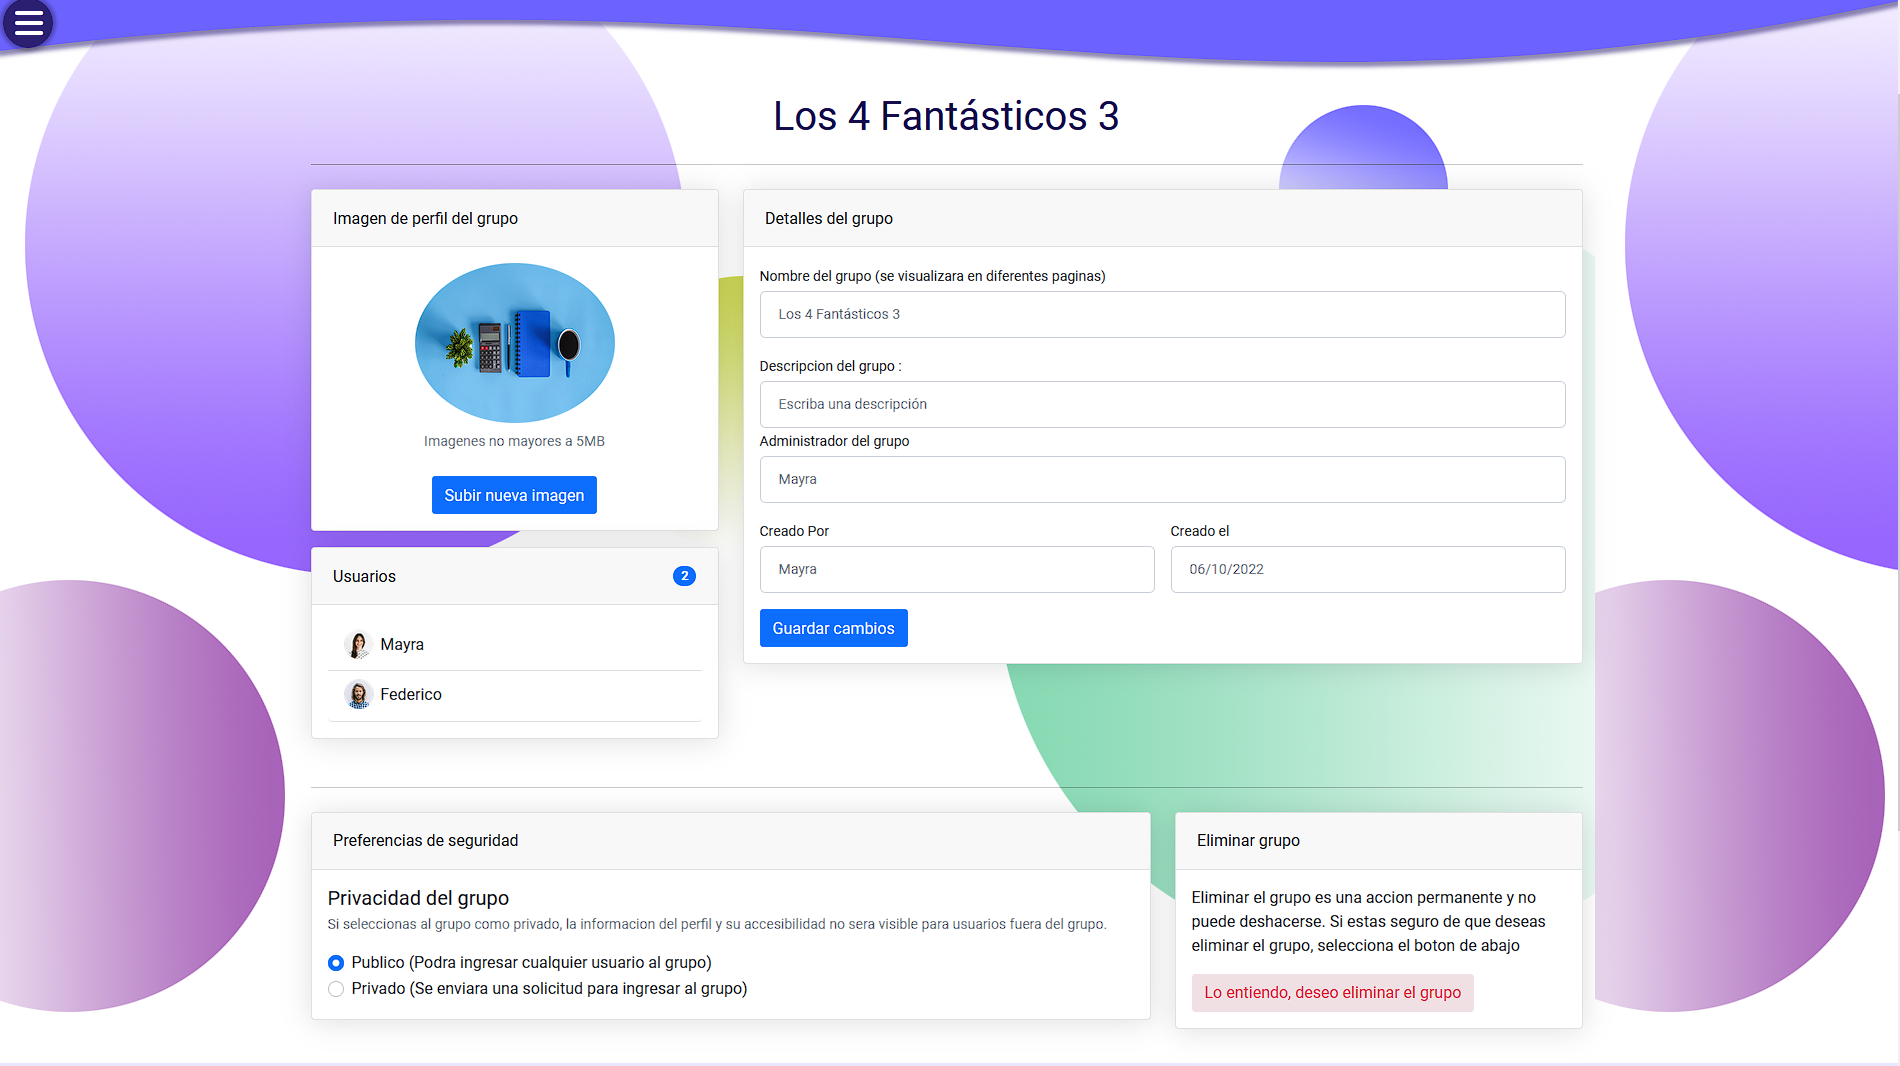 Los 4 Fantásticos 3
Imagen de perfil del grupo
Imagenes no mayores a 5MB
Subir nueva imagen
Usuarios 2
Mayra
Federico
Detalles del grupo
Nombre del grupo (se visualizara en diferentes paginas)
Los 4 Fantásticos 3
Descripcion del grupo :
Escriba una descripción
Administrador del grupo
Mayra
Creado Por
Mayra
Creado el
06/10/2022
Guardar cambios
Preferencias de seguridad
Privacidad del grupo
Si seleccionas al grupo como privado, la informacion del perfil y su accesibilidad no sera visible para usuarios fuera del grupo.
Publico (Podra ingresar cualquier usuario al grupo)
Privado (Se enviara una solicitud para ingresar al grupo)
Eliminar grupo
Eliminar el grupo es una accion permanente y no
puede deshacerse. Si estas seguro de que deseas
eliminar el grupo, selecciona el boton de abajo
Lo entiendo, deseo eliminar el grupo